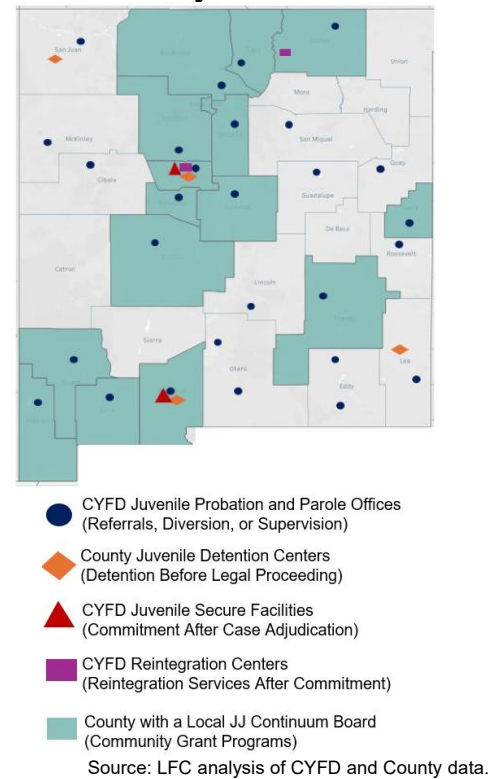 San Juan
Union
Mora
Harding
McKinley
San Miguel
Quay
Cibola
Guadalupe
De Baca
Roosevelt
Catron
Lincoln
Sierra
Otero
Lea
Eddy
CYFD Juvenile Probation and Parole Offices
(Referrals, Diversion, or Supervision)
County Juvenile Detention Centers
(Detention Before Legal Proceeding)
CYFD Juvenile Secure Facilities
(Commitment After Case Adjudication)
CYFD Reintegration Centers
(Reintegration Services After Commitment)
County with a Local JJ Continuum Board
(Community Grant Programs)
Source: LFC analysis of CYFD and County data.